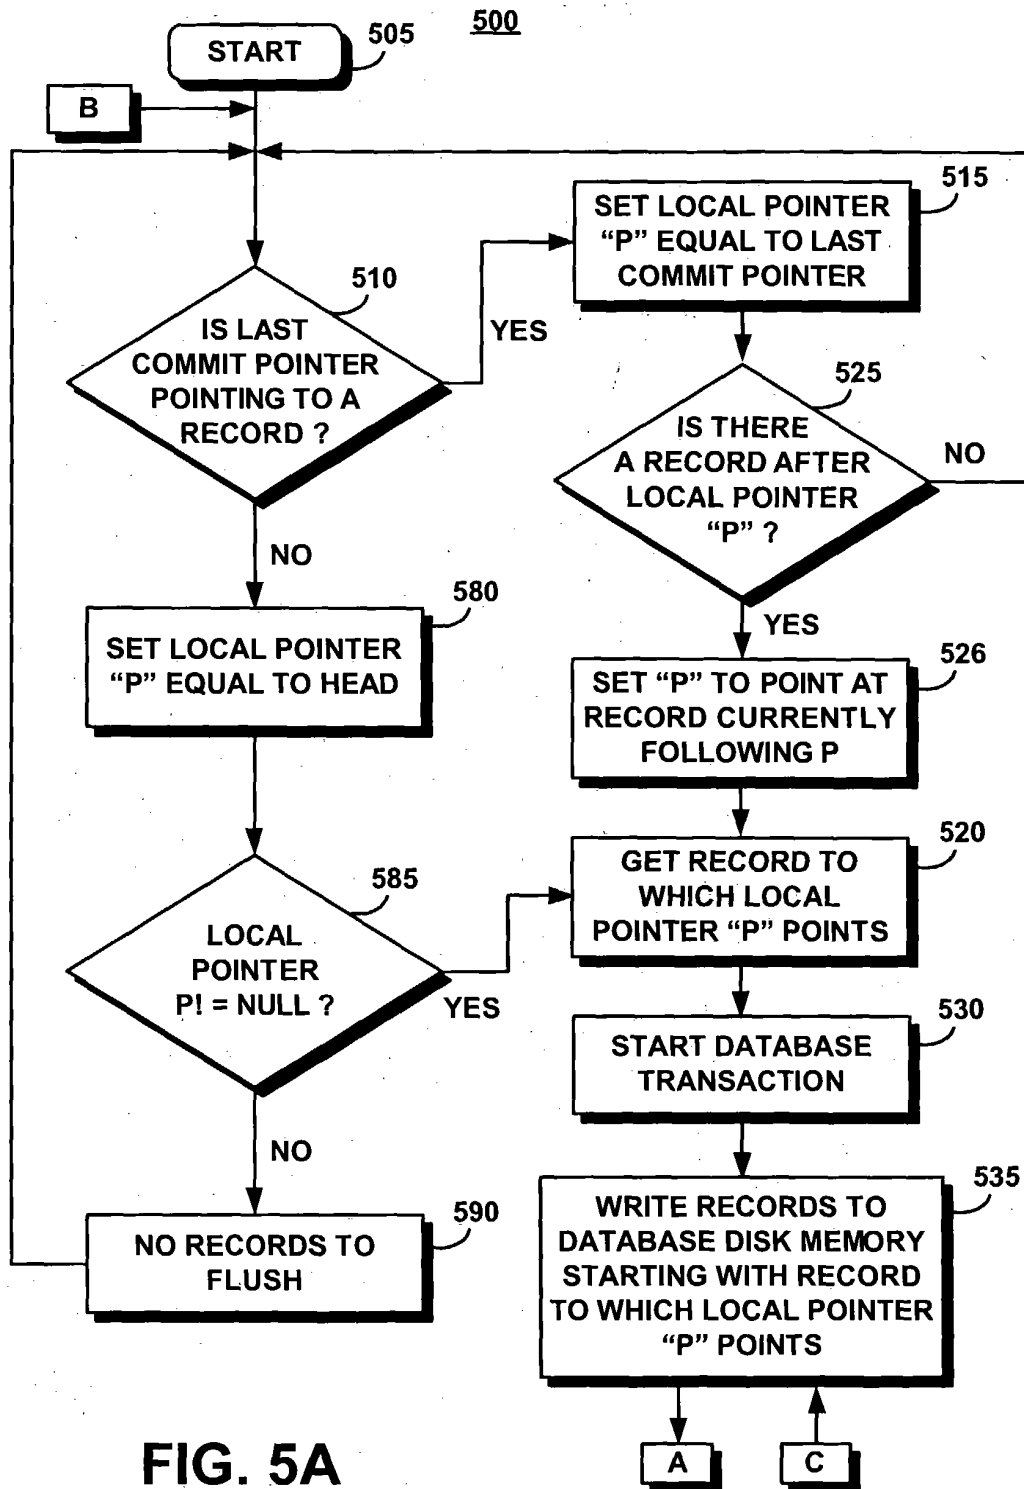 500
START
505
B
IS LAST
COMMIT POINTER
POINTING TO A
RECORD ?
510
YES
NO
SET LOCAL POINTER
“P” EQUAL TO LAST
COMMIT POINTER
515
IS THERE
A RECORD AFTER
LOCAL POINTER
“P” ?
525
NO
YES
SET LOCAL POINTER
“P” EQUAL TO HEAD
580
SET “P” TO POINT AT
RECORD CURRENTLY
FOLLOWING P
526
LOCAL
POINTER
P! = NULL ?
585
YES
NO
GET RECORD TO
WHICH LOCAL
POINTER “P” POINTS
520
START DATABASE
TRANSACTION
530
NO RECORDS TO
FLUSH
590
WRITE RECORDS TO
DATABASE DISK MEMORY
STARTING WITH RECORD
TO WHICH LOCAL POINTER
“P” POINTS
535
A
C
FIG. 5A